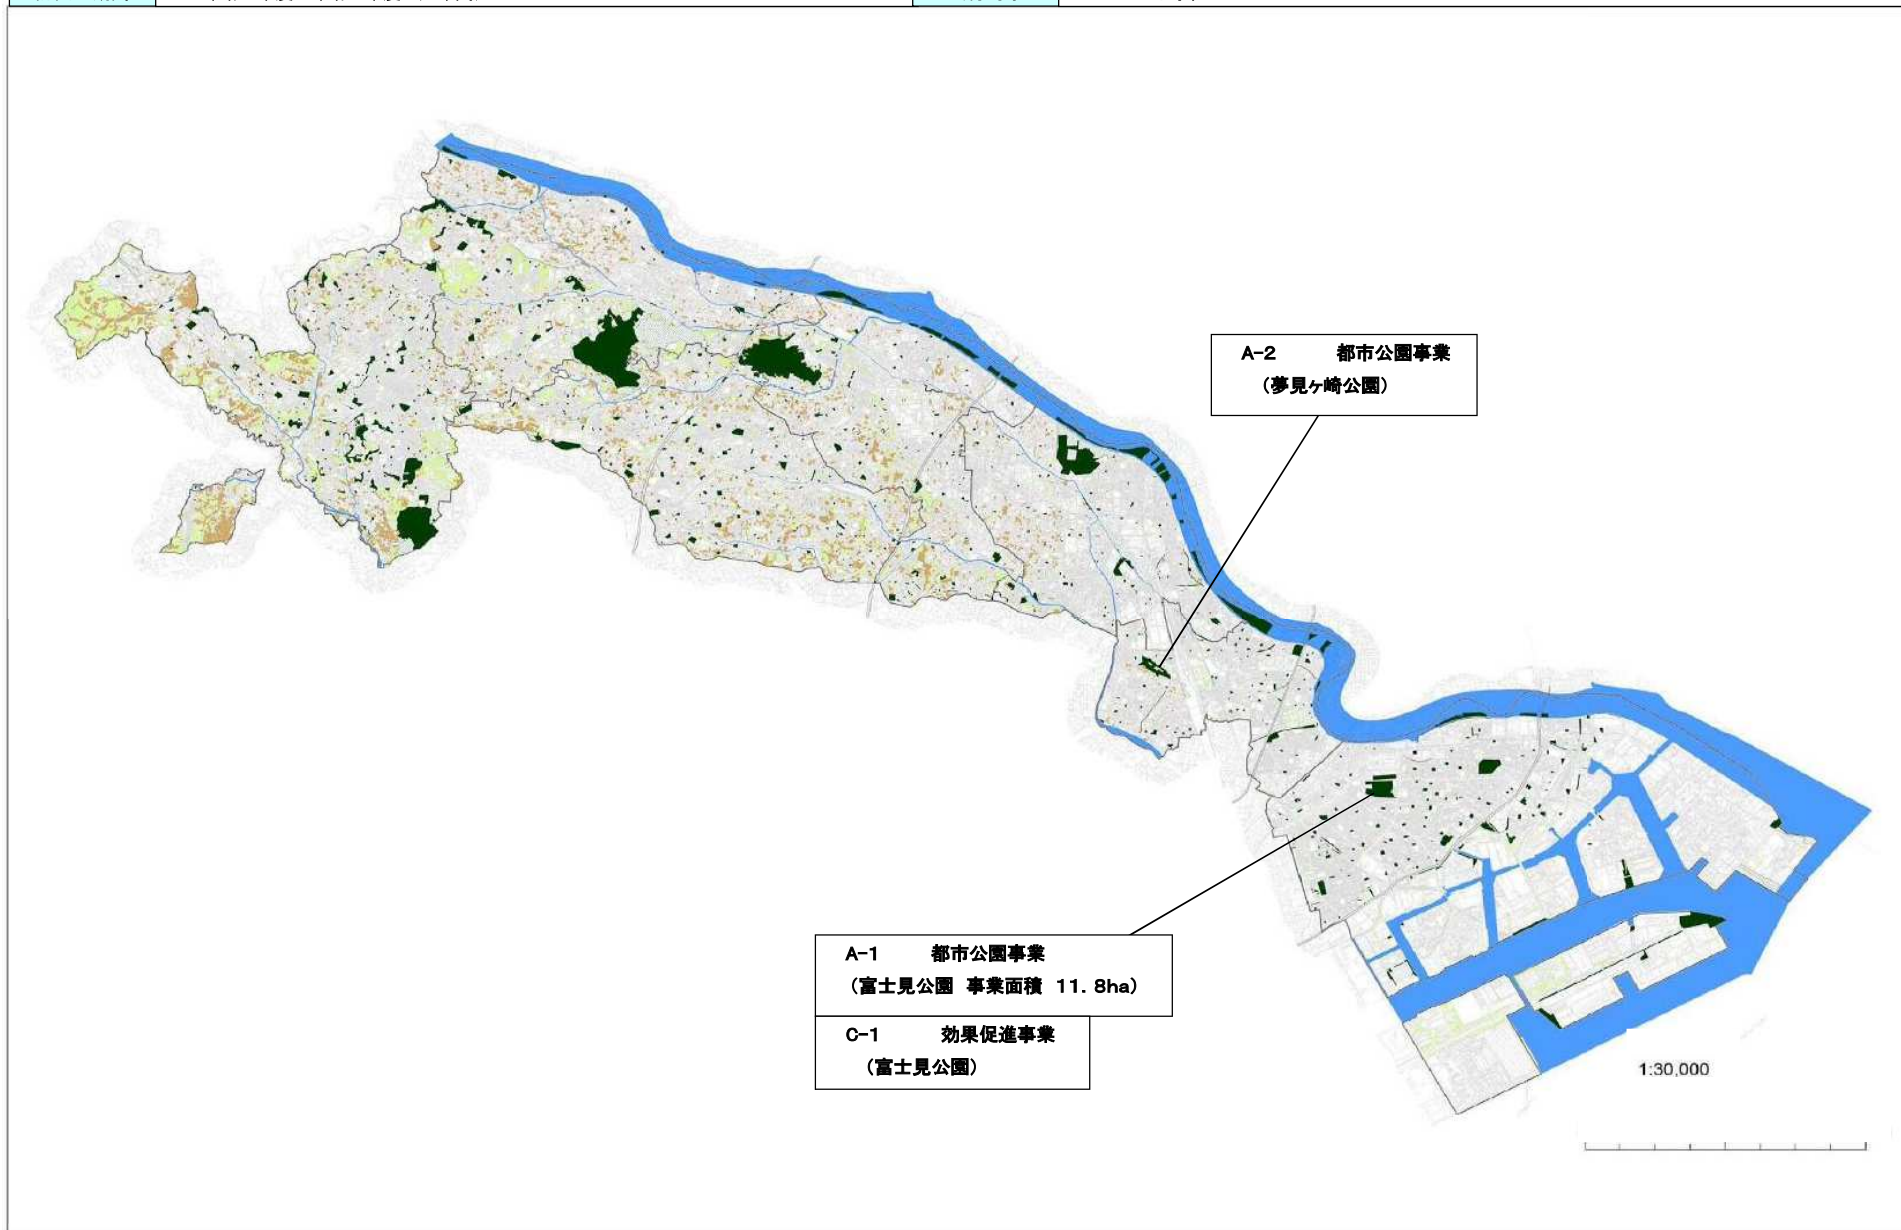 A-2 都市公園事業
（夢見ヶ崎公園）
A-1 都市公園事業
（富士見公園 事業面積 11．8ha）
C-1 効果促進事業
（富士見公園）
1:30,000